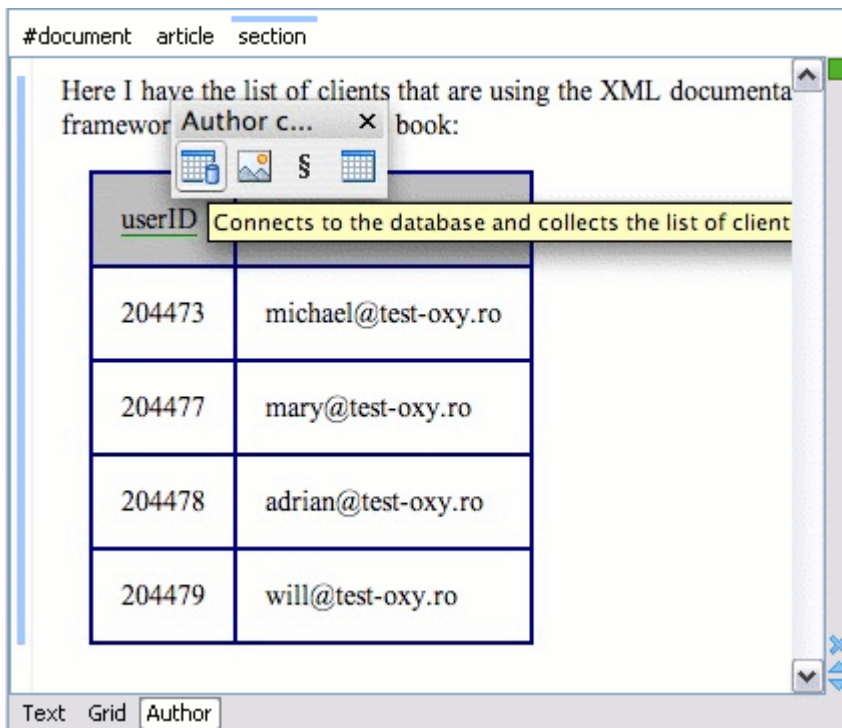 #document article section
Here I have the list of clients that are using the XML documenta
framewor book:
Author c...
§
userID
Connects to the database and collects the list of client
204473 michael@test-oxy.ro
204477 mary@test-oxy.ro
204478 adrian@test-oxy.ro
204479 will@test-oxy.ro
Text Grid Author